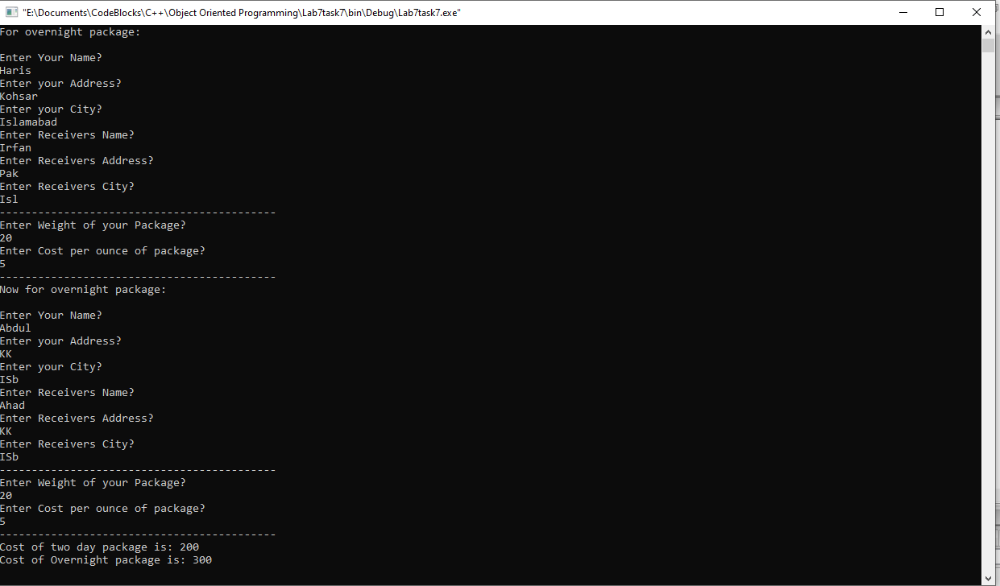 "E:\Documents\CodeBlocks\C++\Object Oriented Programming\Lab7task7\bin\Debug\Lab7task7.exe"
For overnight package:
Enter Your Name?
Haris
Enter your Address?
Kohsar
Enter your City?
Islamabad
Enter Receivers Name?
Irfan
Enter Receivers Address?
Pak
Enter Receivers City?
Isl
-------------------------------------------
Enter Weight of your Package?
20
Enter Cost per ounce of package?
5
-------------------------------------------
Now for overnight package:
Enter Your Name?
Abdul
Enter your Address?
KK
Enter your City?
ISb
Enter Receivers Name?
Ahad
Enter Receivers Address?
KK
Enter Receivers City?
ISb
-------------------------------------------
Enter Weight of your Package?
20
Enter Cost per ounce of package?
5
-------------------------------------------
Cost of two day package is: 200
Cost of Overnight package is: 300